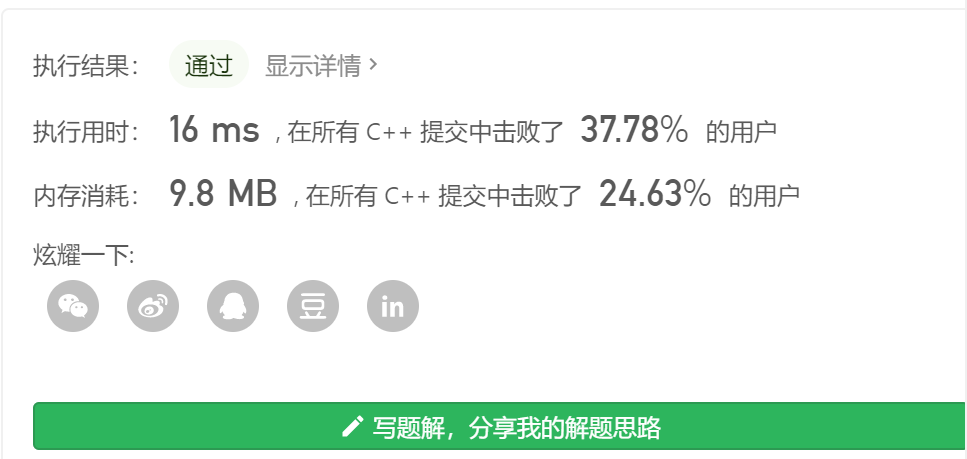 执行结果： 通过 显示详情 >
执行用时： 16 ms , 在所有 C++ 提交中击败了 37.78% 的用户
内存消耗： 9.8 MB , 在所有 C++ 提交中击败了 24.63% 的用户
炫耀一下:
豆 in
写题解，分享我的解题思路